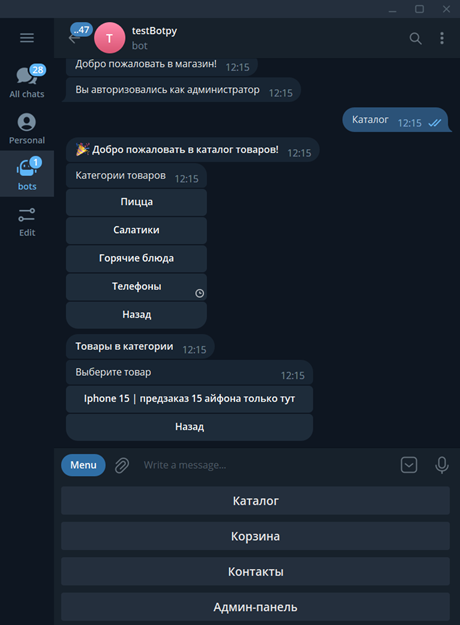 ..47
T
testBotpy
bot
28
All chats
Personal
1
bots
Edit
Добро пожаловать в магазин! 12:15
Вы авторизовались как администратор 12:15
Каталог 12:15
🎉 Добро пожаловать в каталог товаров! 12:15
Категории товаров 12:15
Пицца
Салатики
Горячие блюда
Телефоны
Назад
Товары в категории 12:15
Выберите товар 12:15
Iphone 15 | предзаказ 15 айфона только тут
Назад
Menu
Write a message...
Каталог
Корзина
Контакты
Админ-панель